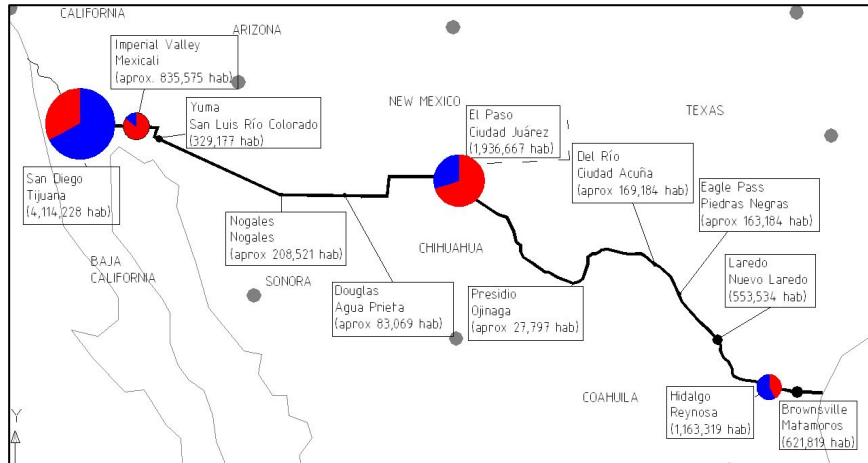 CALIFORNIA
ARIZONA
Imperial Valley
Mexicali
(aprox. 835,575 hab)
Yuma
San Luis Río Colorado
(329,177 hab)
NEW MEXICO
El Paso
Ciudad Juárez
(1,936,667 hab)
TEXAS
Del Río
Ciudad Acuña
(aprox 169,184 hab)
Eagle Pass
Piedras Negras
(aprox 163,184 hab)
San Diego
Tijuana
(4,114,228 hab)
Nogales
Nogales
(aprox 208,521 hab)
CHIHUAHUA
BAJA
CALIFORNIA
SONORA
Douglas
Agua Prieta
(aprox 83,069 hab)
Presidio
Ojinaga
(aprox 27,797 hab)
Laredo
Nuevo Laredo
(553,534 hab)
COAHUILA
Hidalgo
Reynosa
(1,163,319 hab)
Brownsville
Matamoros
(621,819 hab)
Y